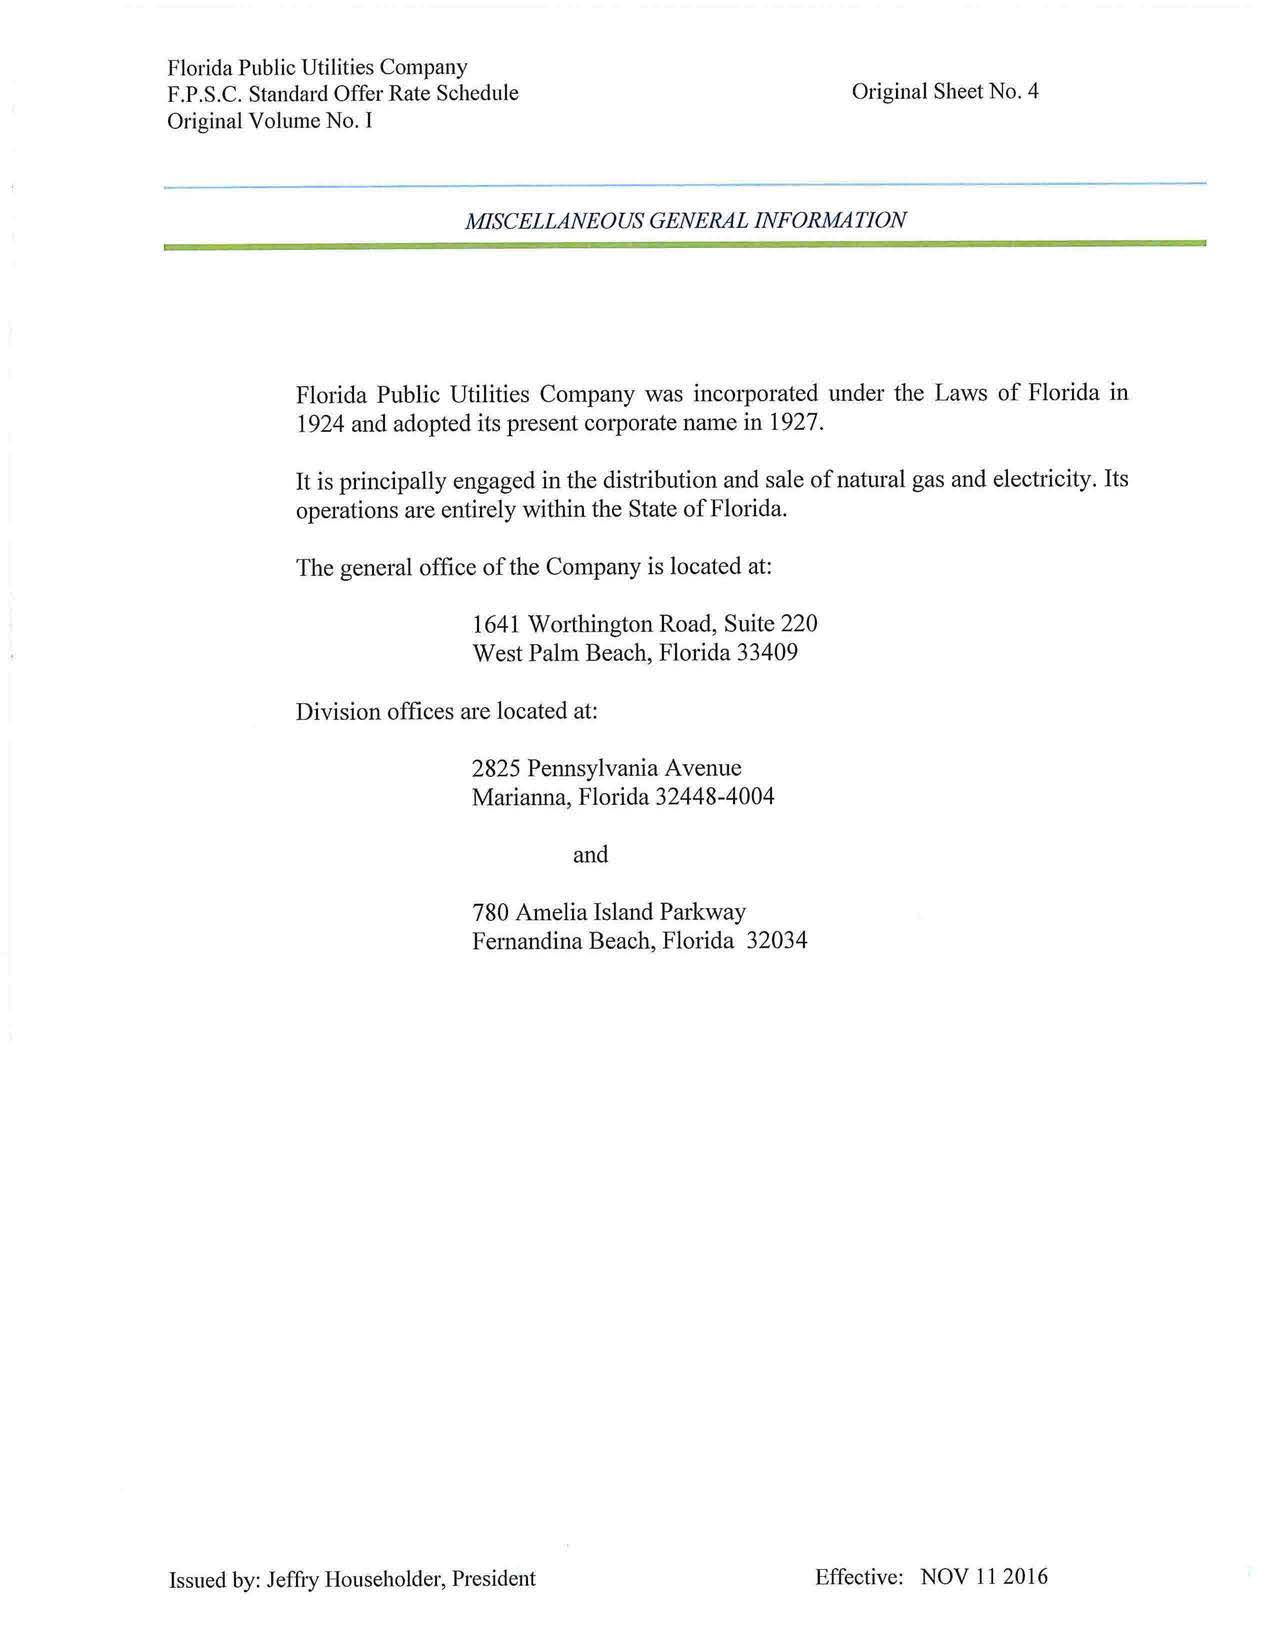 Florida Public Utilities Company
F.P.S.C. Standard Offer Rate Schedule
Original Sheet No. 4
Original Volume No. I
MISCELLANEOUS GENERAL INFORMATION
Florida Public Utilities Company was incorporated under the Laws of Florida in
1924 and adopted its present corporate name in 1927.
It is principally engaged in the distribution and sale of natural gas and electricity. Its
operations are entirely within the State of Florida.
The general office of the Company is located at:
1641 Worthington Road, Suite 220
West Palm Beach, Florida 33409
Division offices are located at:
2825 Pennsylvania Avenue
Marianna, Florida 32448-4004
and
780 Amelia Island Parkway
Fernandina Beach, Florida 32034
Issued by: Jeffry Householder, President
Effective: NOV 11 2016